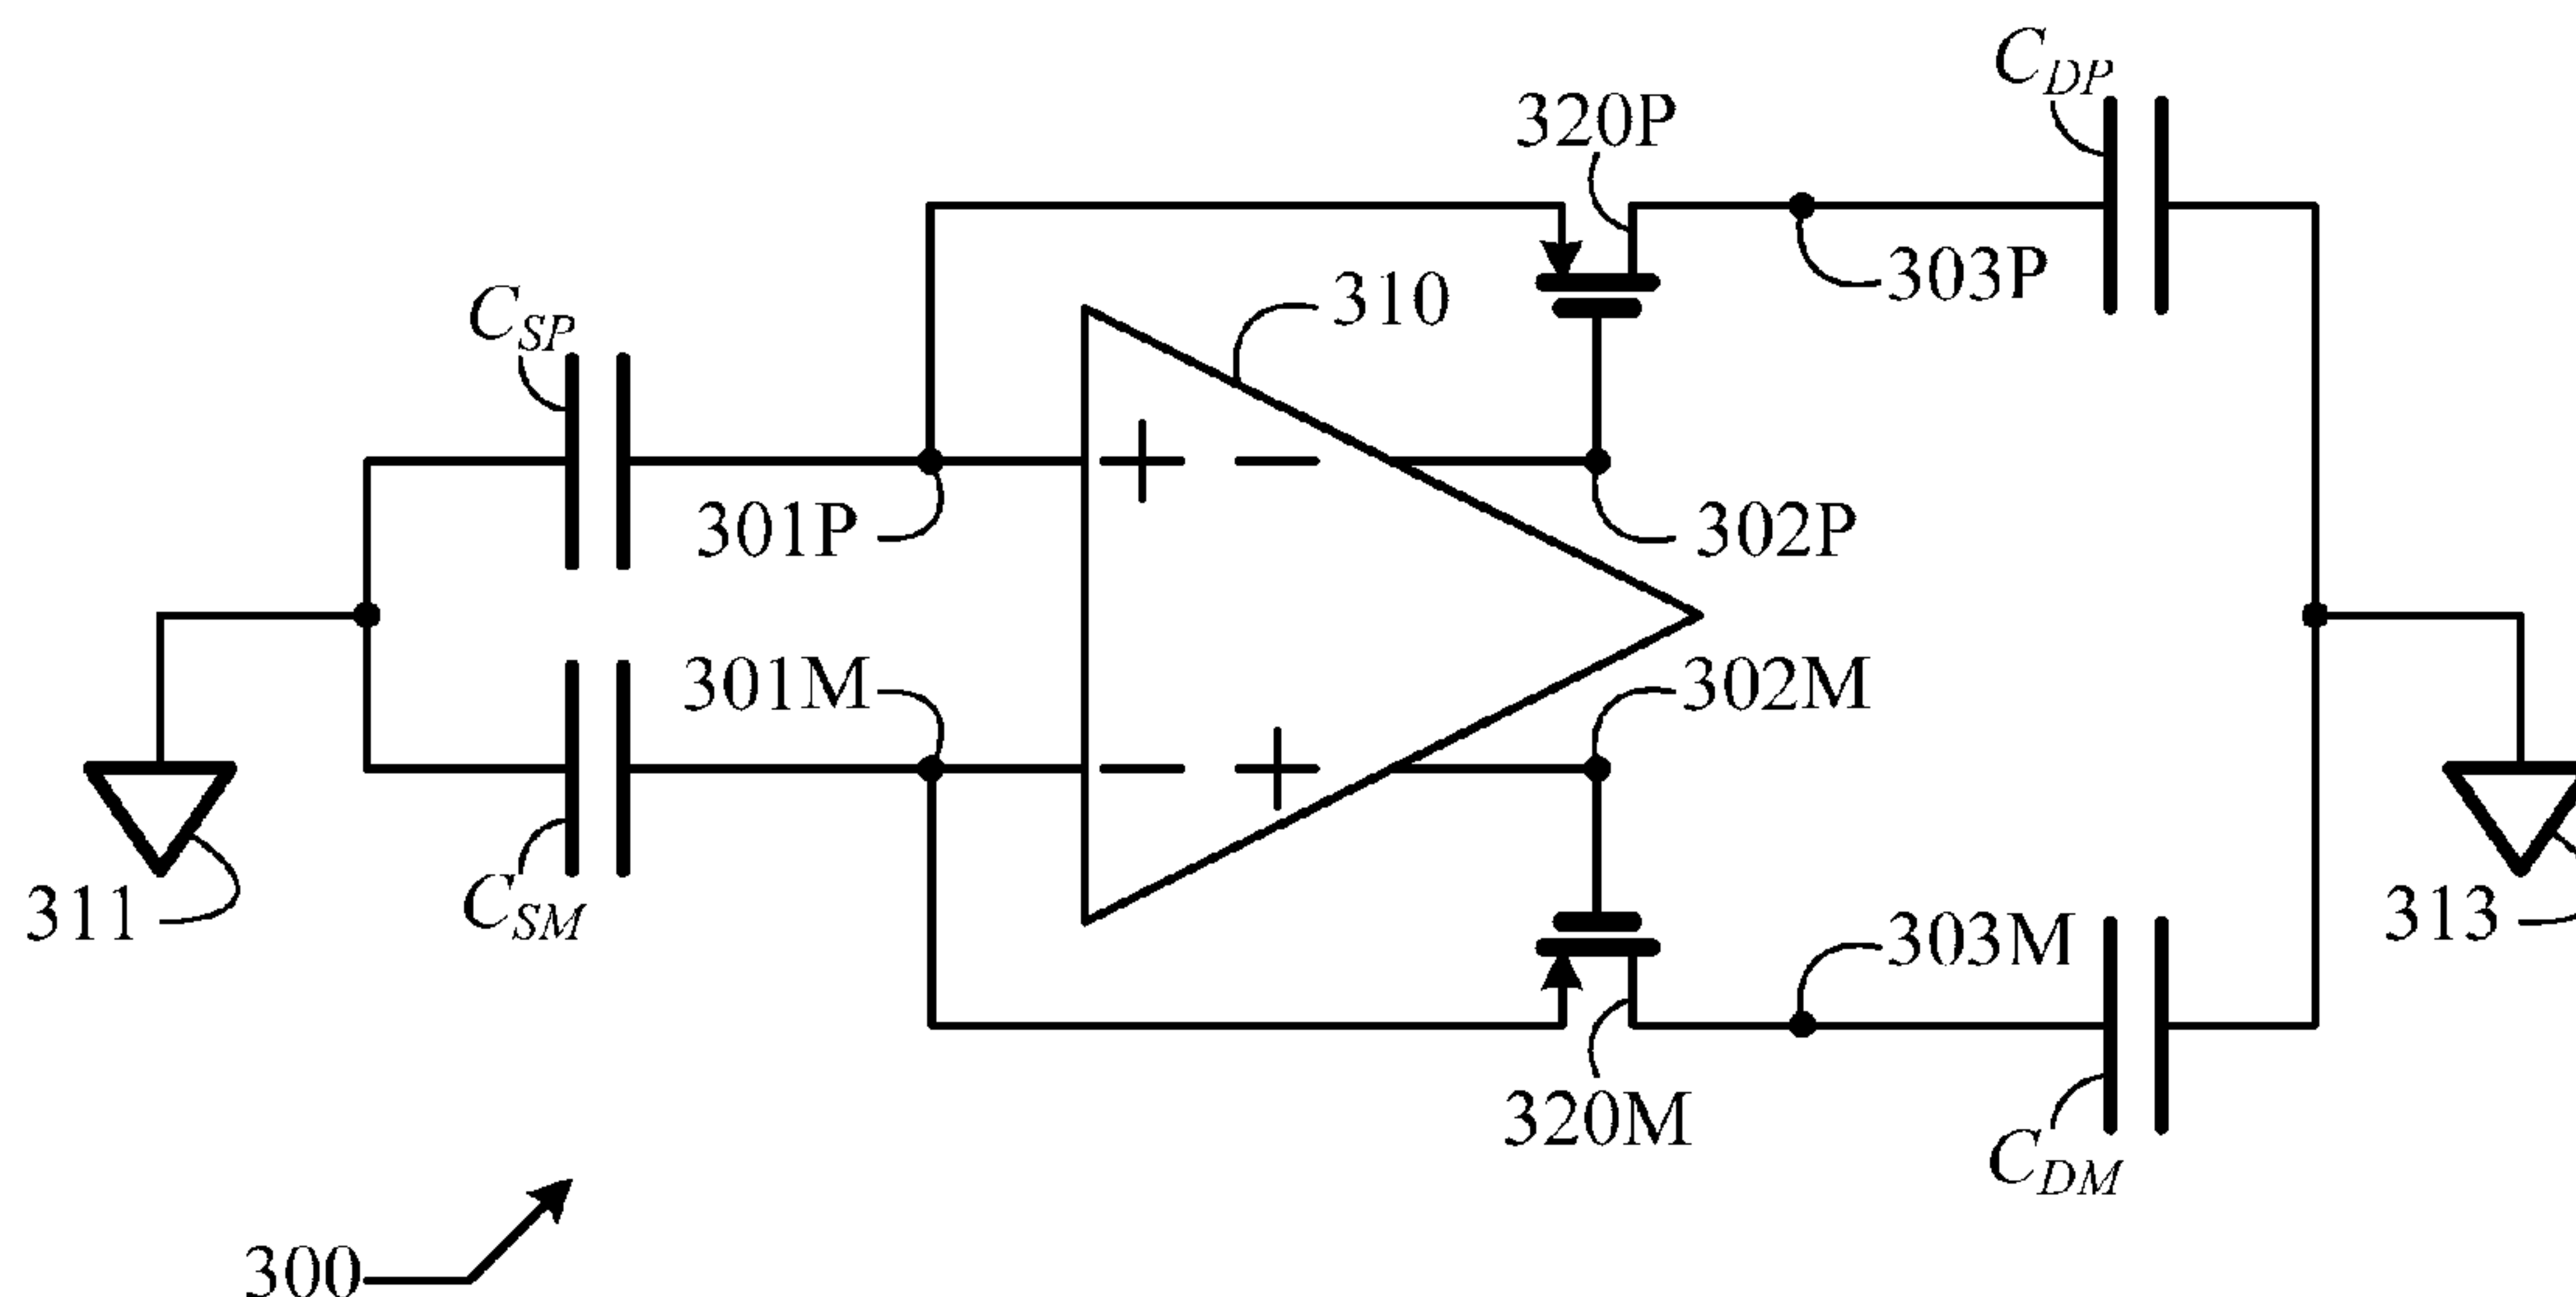 C_DP
320P
303P
310
C_SP
+ −
301P
302P
301M
302M
− +
311
C_SM
303M
313
320M
C_DM
300